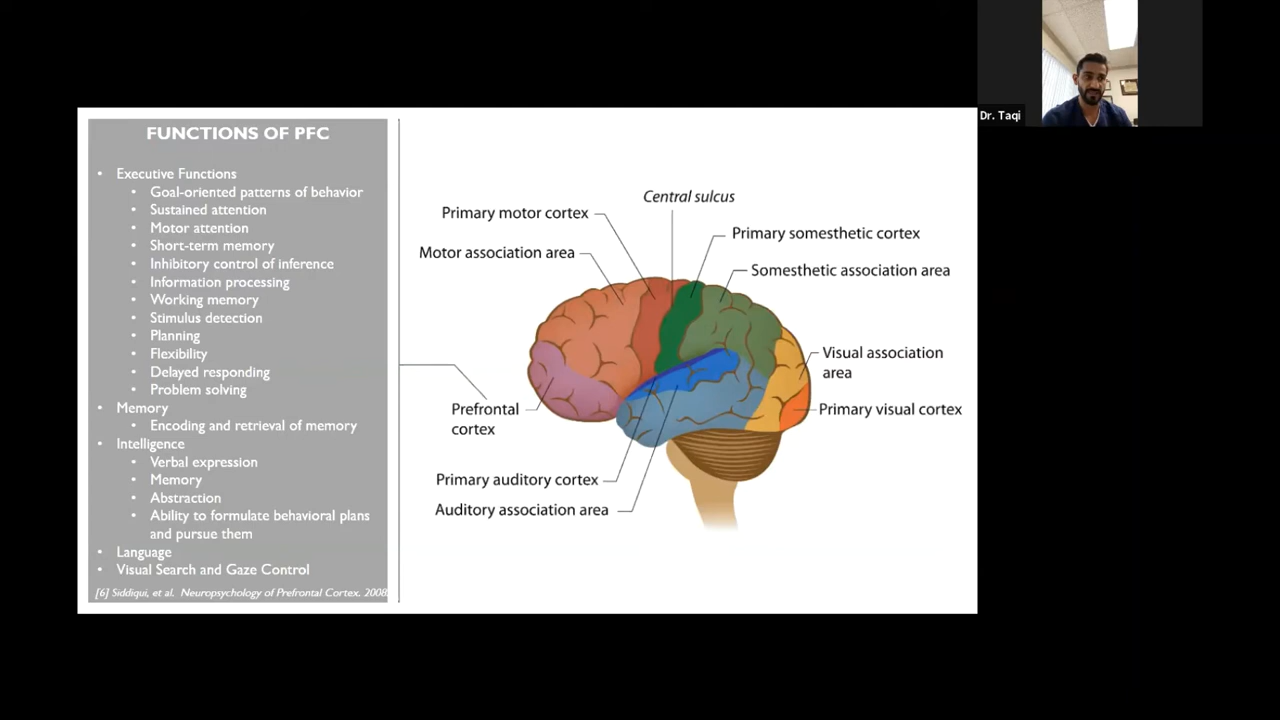 FUNCTIONS OF PFC
• Executive Functions
• Goal-oriented patterns of behavior
• Sustained attention
• Motor attention
• Short-term memory
• Inhibitory control of inference
• Information processing
• Working memory
• Stimulus detection
• Planning
• Flexibility
• Delayed responding
• Problem solving
• Memory
• Encoding and retrieval of memory
• Intelligence
• Verbal expression
• Memory
• Abstraction
• Ability to formulate behavioral plans
and pursue them
• Language
• Visual Search and Gaze Control
[6] Siddiqui, et al. Neuropsychology of Prefrontal Cortex. 2008.
Central sulcus
Primary motor cortex
Motor association area
Primary somesthetic cortex
Somesthetic association area
Visual association
area
Primary visual cortex
Prefrontal
cortex
Primary auditory cortex
Auditory association area
Dr. Taqi